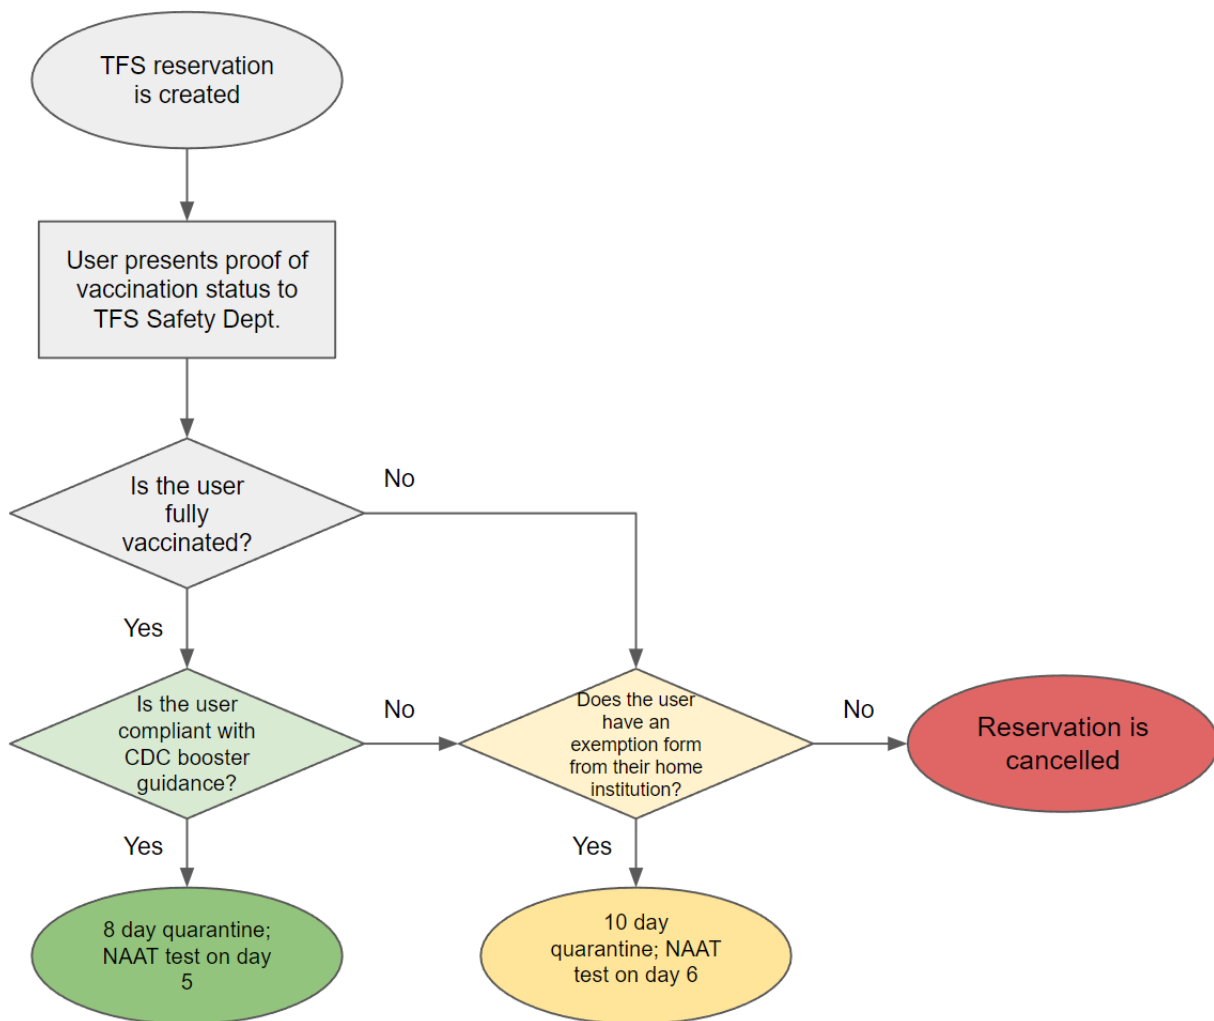 TFS reservation
is created
User presents proof of
vaccination status to
TFS Safety Dept.
Is the user
fully
vaccinated?
No
Yes
Is the user
compliant with
CDC booster
guidance?
No
Does the user
have an
exemption form
from their home
institution?
No
Reservation is
cancelled
Yes
8 day quarantine;
NAAT test on day
5
Yes
10 day
quarantine; NAAT
test on day 6